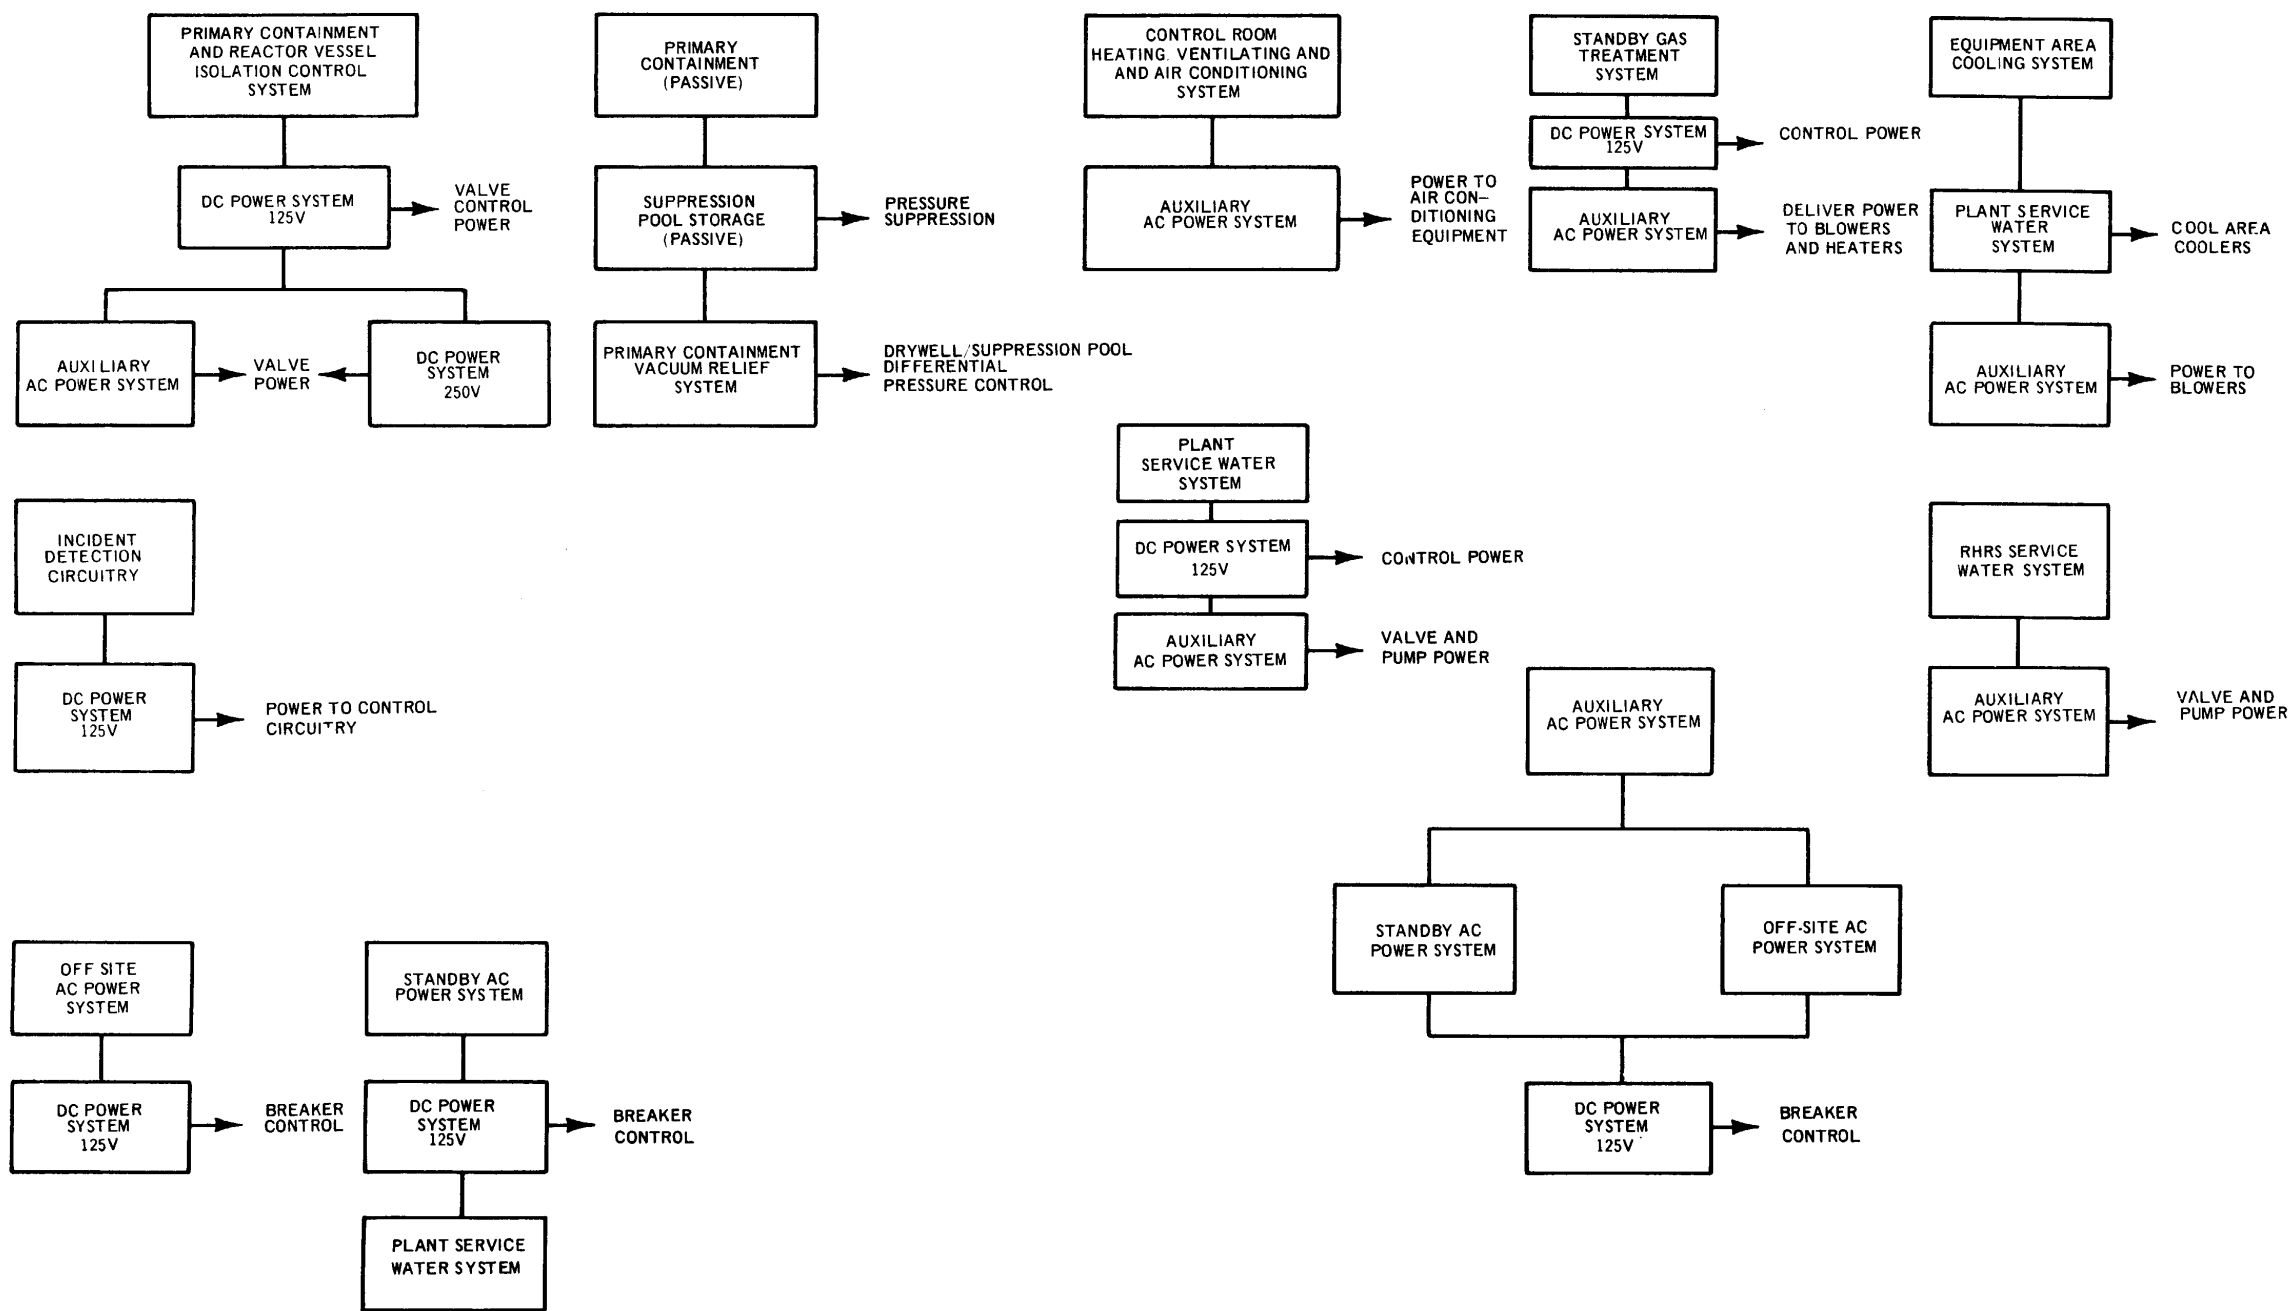 PRIMARY CONTAINMENT
AND REACTOR VESSEL
ISOLATION CONTROL
SYSTEM
DC POWER SYSTEM
125V
VALVE
CONTROL
POWER
AUXILIARY
AC POWER SYSTEM
VALVE
POWER
DC POWER
SYSTEM
250V
PRIMARY
CONTAINMENT
(PASSIVE)
SUPPRESSION
POOL STORAGE
(PASSIVE)
PRESSURE
SUPPRESSION
PRIMARY CONTAINMENT
VACUUM RELIEF
SYSTEM
DRYWELL/SUPPRESSION POOL
DIFFERENTIAL
PRESSURE CONTROL
CONTROL ROOM
HEATING, VENTILATING AND
AND AIR CONDITIONING
SYSTEM
AUXILIARY
AC POWER SYSTEM
POWER TO
AIR CON-
DITIONING
EQUIPMENT
STANDBY GAS
TREATMENT
SYSTEM
DC POWER SYSTEM
125V
CONTROL POWER
AUXILIARY
AC POWER SYSTEM
DELIVER POWER
TO BLOWERS
AND HEATERS
EQUIPMENT AREA
COOLING SYSTEM
PLANT SERVICE
WATER
SYSTEM
COOL AREA
COOLERS
AUXILIARY
AC POWER SYSTEM
POWER TO
BLOWERS
INCIDENT
DETECTION
CIRCUITRY
DC POWER
SYSTEM
125V
POWER TO CONTROL
CIRCUITRY
PLANT
SERVICE WATER
SYSTEM
DC POWER SYSTEM
125V
CONTROL POWER
AUXILIARY
AC POWER SYSTEM
VALVE AND
PUMP POWER
RHRS SERVICE
WATER SYSTEM
AUXILIARY
AC POWER SYSTEM
VALVE AND
PUMP POWER
AUXILIARY
AC POWER SYSTEM
STANDBY AC
POWER SYSTEM
OFF-SITE AC
POWER SYSTEM
DC POWER
SYSTEM
125V
BREAKER
CONTROL
OFF SITE
AC POWER
SYSTEM
DC POWER
SYSTEM
125V
BREAKER
CONTROL
STANDBY AC
POWER SYSTEM
DC POWER
SYSTEM
125V
BREAKER
CONTROL
PLANT SERVICE
WATER SYSTEM